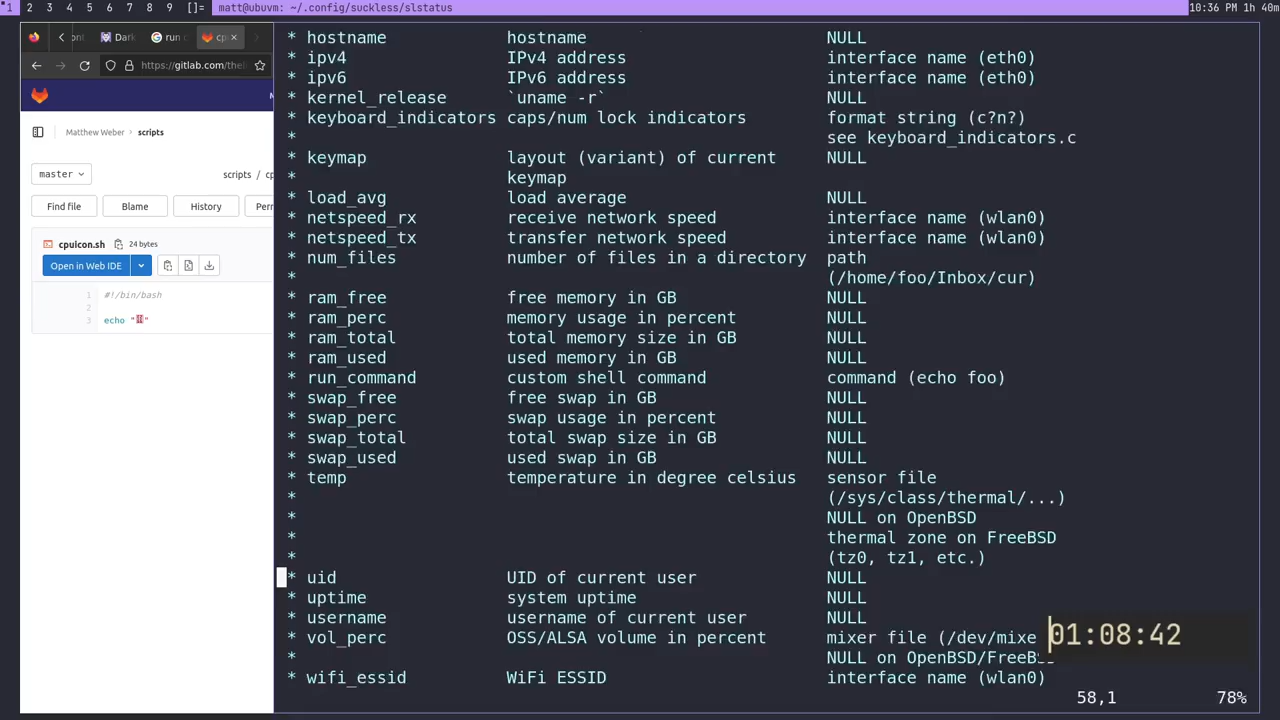 1 2 3 4 5 6 7 8 9 []= matt@ubuvm: ~/.config/suckless/slstatus 10:36 PM 1h 40m
Dark run c cp
https://gitlab.com/thel
Matthew Weber > scripts
master scripts / cp
Find file Blame History Perr
cpuicon.sh 24 bytes
Open in Web IDE
1 #!/bin/bash
2
3 echo "
* hostname hostname NULL
* ipv4 IPv4 address interface name (eth0)
* ipv6 IPv6 address interface name (eth0)
* kernel_release `uname -r` NULL
* keyboard_indicators caps/num lock indicators format string (c?n?)
* see keyboard_indicators.c
* keymap layout (variant) of current NULL
* keymap
* load_avg load average NULL
* netspeed_rx receive network speed interface name (wlan0)
* netspeed_tx transfer network speed interface name (wlan0)
* num_files number of files in a directory path
* (/home/foo/Inbox/cur)
* ram_free free memory in GB NULL
* ram_perc memory usage in percent NULL
* ram_total total memory size in GB NULL
* ram_used used memory in GB NULL
* run_command custom shell command command (echo foo)
* swap_free free swap in GB NULL
* swap_perc swap usage in percent NULL
* swap_total total swap size in GB NULL
* swap_used used swap in GB NULL
* temp temperature in degree celsius sensor file
* (/sys/class/thermal/...)
* NULL on OpenBSD
* thermal zone on FreeBSD
* (tz0, tz1, etc.)
* uid UID of current user NULL
* uptime system uptime NULL
* username username of current user NULL
* vol_perc OSS/ALSA volume in percent mixer file (/dev/mixe
01:08:42
* NULL on OpenBSD/FreeBSD
* wifi_essid WiFi ESSID interface name (wlan0)
58,1 78%